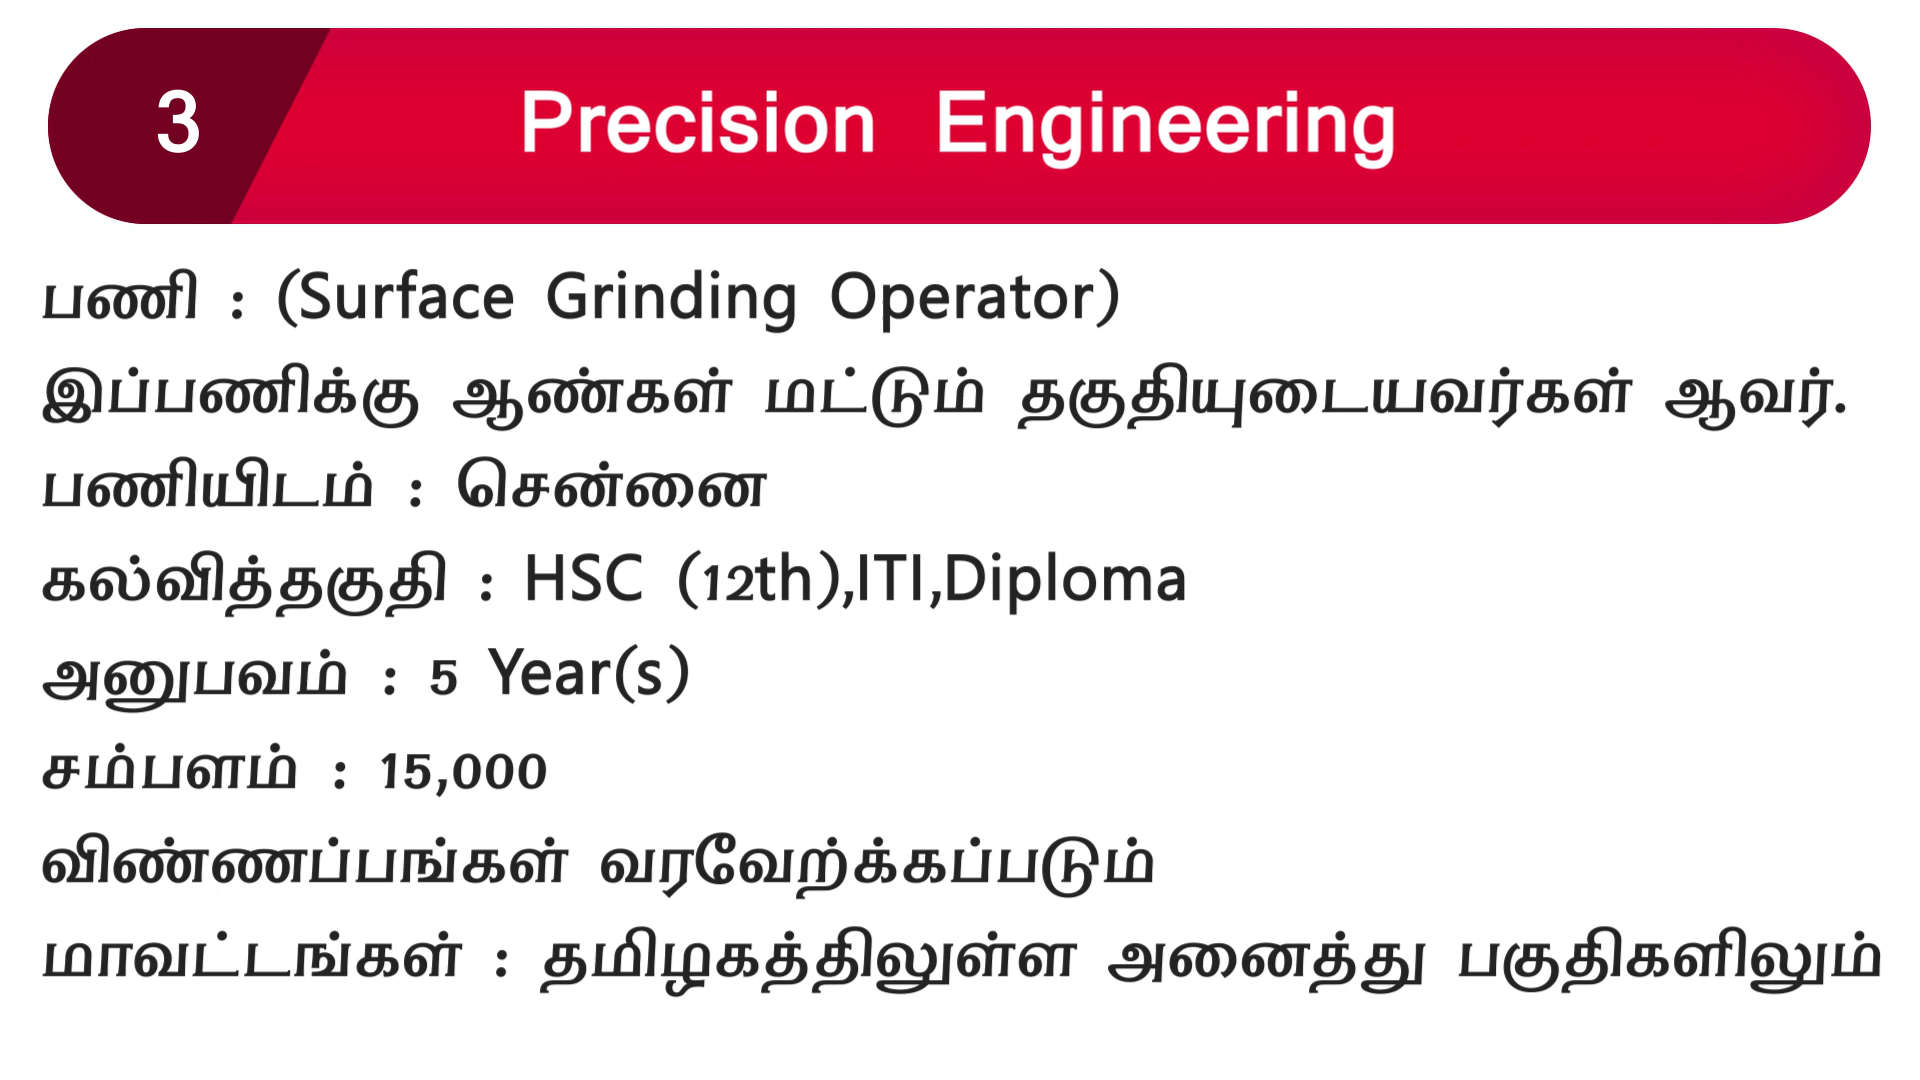 3 Precision Engineering
பணி : (Surface Grinding Operator)
இப்பணிக்கு ஆண்கள் மட்டும் தகுதியுடையவர்கள் ஆவர்.
பணியிடம் : சென்னை
கல்வித்தகுதி : HSC (12th),ITI,Diploma
அனுபவம் : 5 Year(s)
சம்பளம் : 15,000
விண்ணப்பங்கள் வரவேற்க்கப்படும்
மாவட்டங்கள் : தமிழகத்திலுள்ள அனைத்து பகுதிகளிலும்